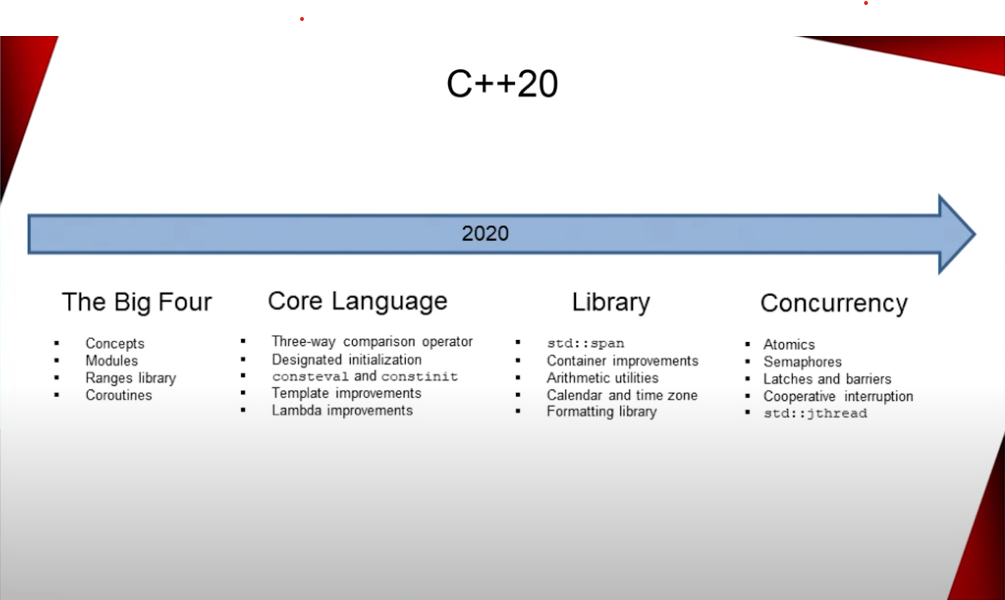 C++20
2020
The Big Four
Concepts
Modules
Ranges library
Coroutines
Core Language
Three-way comparison operator
Designated initialization
consteval and constinit
Template improvements
Lambda improvements
Library
std::span
Container improvements
Arithmetic utilities
Calendar and time zone
Formatting library
Concurrency
Atomics
Semaphores
Latches and barriers
Cooperative interruption
std::jthread